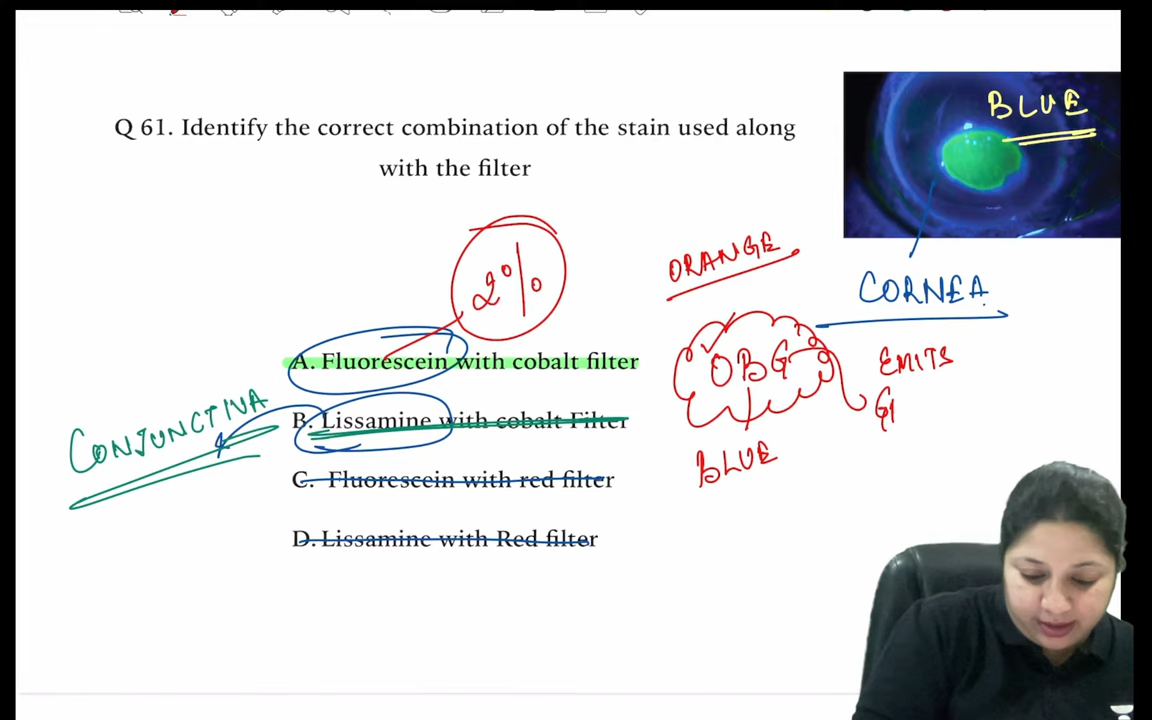 Q 61. Identify the correct combination of the stain used along
with the filter
BLUE
2%
ORANGE
CORNEA
A. Fluorescein with cobalt filter
OBG
EMITS
G
CONJUNCTIVA
B. Lissamine with cobalt Filter
BLUE
C. Fluorescein with red filter
D. Lissamine with Red filter